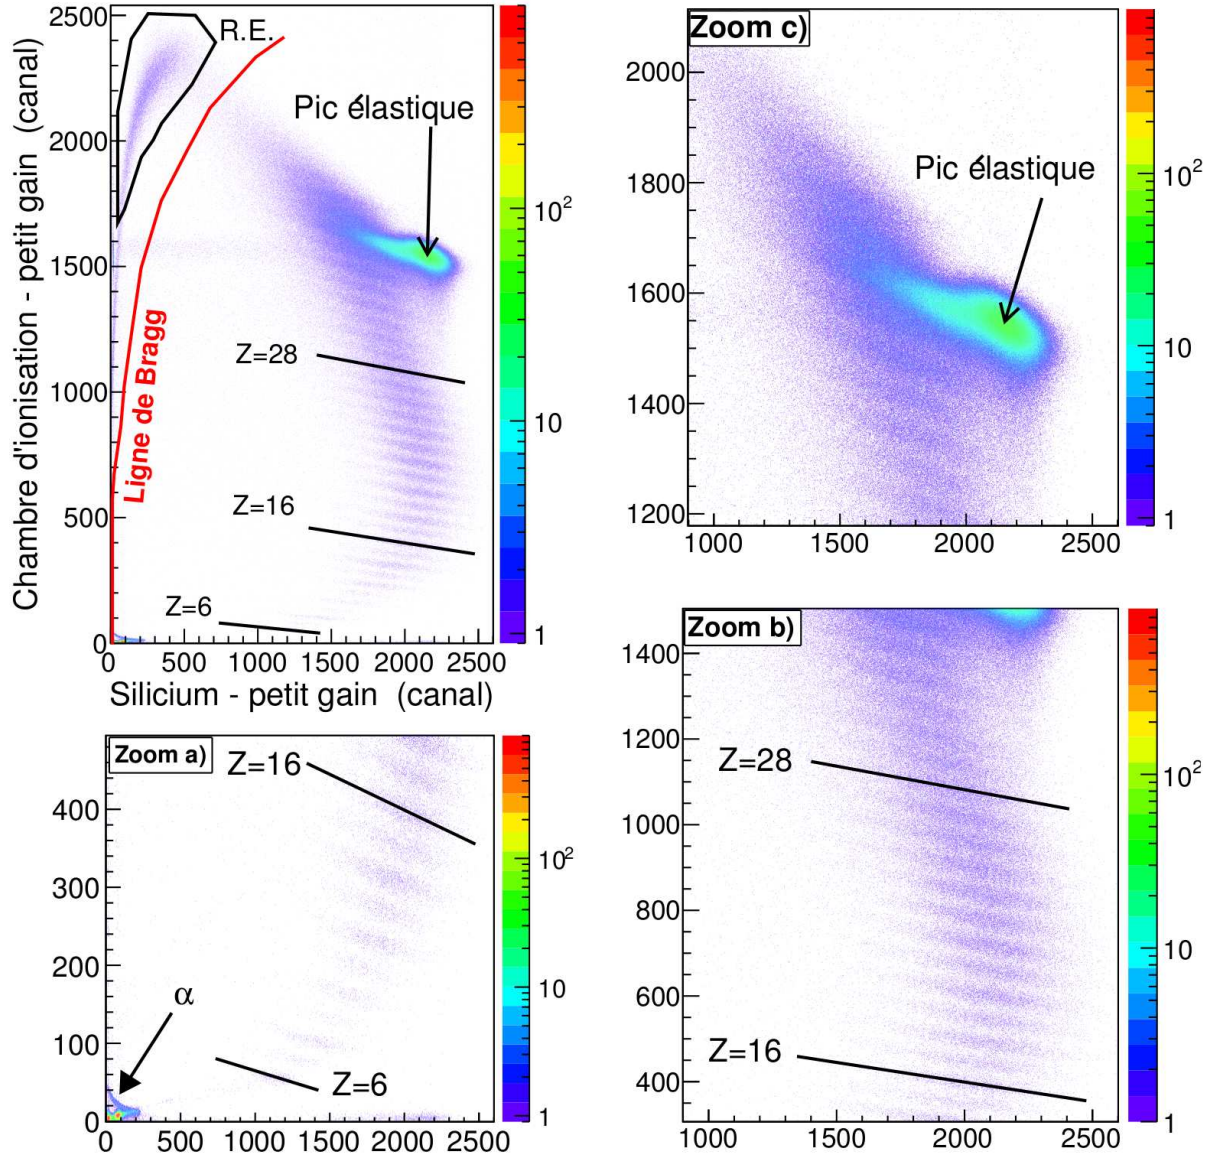 Chambre d'ionisation - petit gain (canal)
2500
2000
1500
1000
500
0
R.E.
Pic élastique
Ligne de Bragg
Z=28
Z=16
Z=6
0 500 1000 1500 2000 2500
Silicium - petit gain (canal)
10²
10
1
Zoom c)
2000
1800
1600
1400
1200
Pic élastique
1000 1500 2000 2500
10²
10
1
Zoom a)
400
300
200
100
0
Z=16
α
Z=6
0 500 1000 1500 2000 2500
10²
10
1
Zoom b)
1400
1200
1000
800
600
400
Z=28
Z=16
1000 1500 2000 2500
10²
10
1